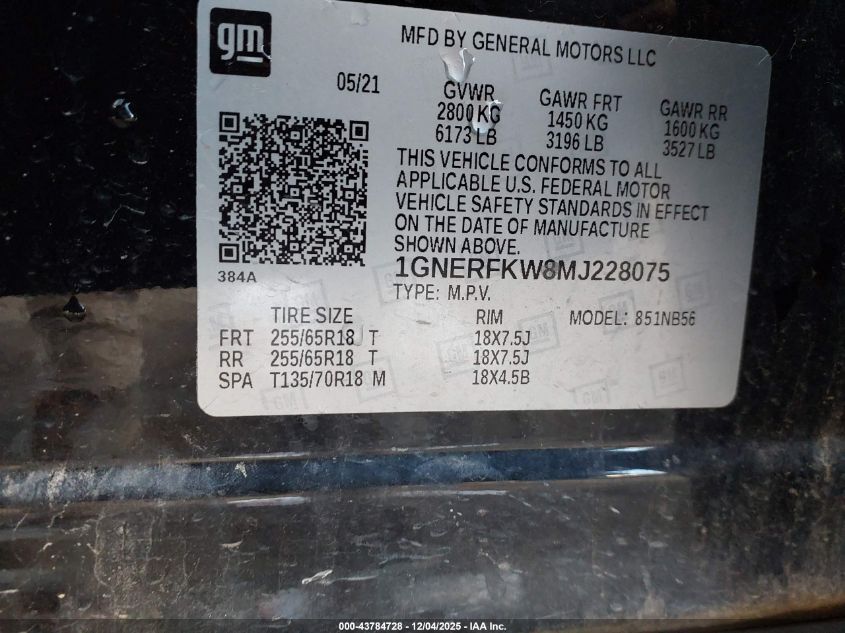 gm
MFD BY GENERAL MOTORS LLC
05/21
GVWR GAWR FRT GAWR RR
2800 KG 1450 KG 1600 KG
6173 LB 3196 LB 3527 LB
THIS VEHICLE CONFORMS TO ALL
APPLICABLE U.S. FEDERAL MOTOR
VEHICLE SAFETY STANDARDS IN EFFECT
ON THE DATE OF MANUFACTURE
SHOWN ABOVE.
384A
1GNERFKW8MJ228075
TYPE: M.P.V.
TIRE SIZE RIM MODEL: 851NB56
FRT 255/65R18 T 18X7.5J
RR 255/65R18 T 18X7.5J
SPA T135/70R18 M 18X4.5B
000-43784728 - 12/04/2025 - IAA Inc.